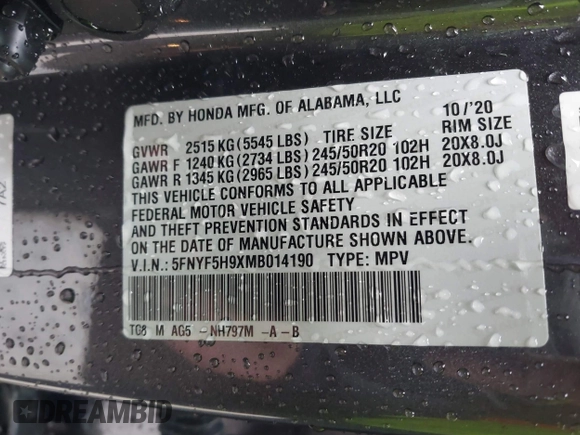 MFD. BY HONDA MFG. OF ALABAMA, LLC 10/'20
GVWR 2515 KG(5545 LBS) TIRE SIZE RIM SIZE
GAWR F 1240 KG(2734 LBS) 245/50R20 102H 20X8.0J
GAWR R 1345 KG(2965 LBS) 245/50R20 102H 20X8.0J
THIS VEHICLE CONFORMS TO ALL APPLICABLE
FEDERAL MOTOR VEHICLE SAFETY
AND THEFT PREVENTION STANDARDS IN EFFECT
ON THE DATE OF MANUFACTURE SHOWN ABOVE.
V.I.N.: 5FNYF5H9XMB014190 TYPE: MPV
TG8 M AG5 -NH797M -A -B
DREAMBID